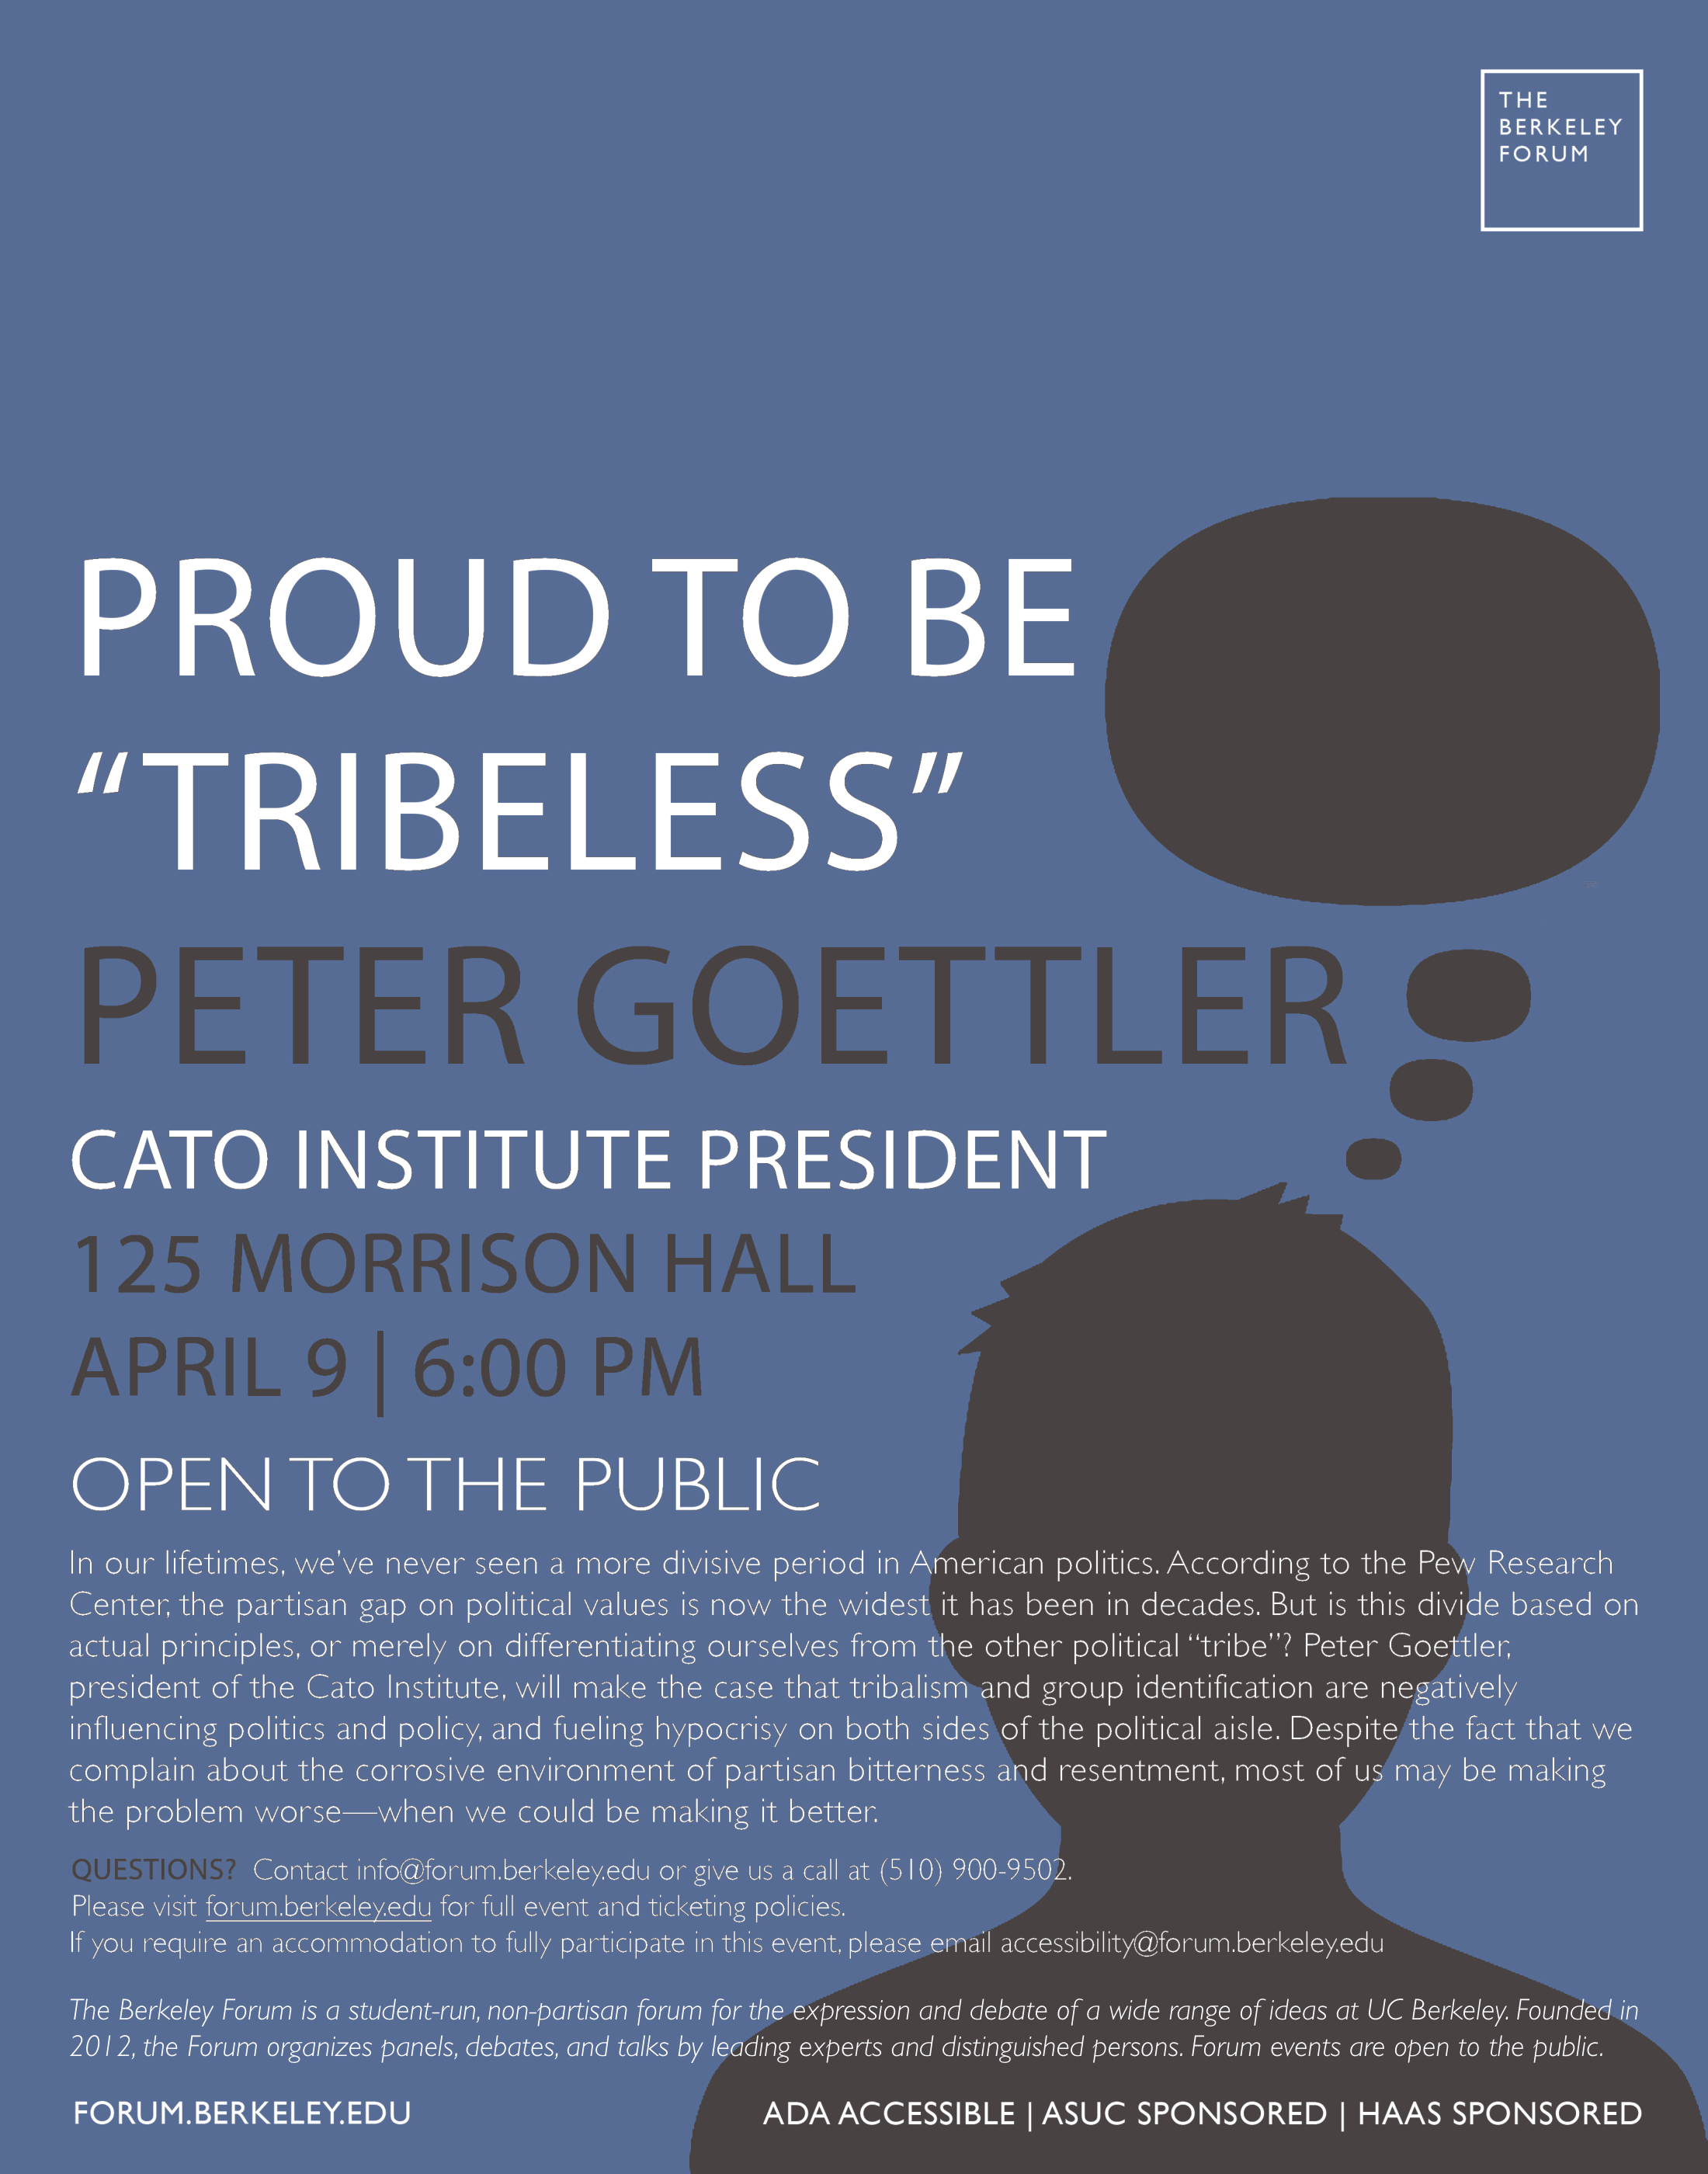 THE
BERKELEY
FORUM
PROUD TO BE
“TRIBELESS”
PETER GOETTLER
CATO INSTITUTE PRESIDENT
125 MORRISON HALL
APRIL 9 | 6:00 PM
OPEN TO THE PUBLIC
In our lifetimes, we've never seen a more divisive period in American politics. According to the Pew Research
Center, the partisan gap on political values is now the widest it has been in decades. But is this divide based on
actual principles, or merely on differentiating ourselves from the other political “tribe”? Peter Goettler,
president of the Cato Institute, will make the case that tribalism and group identification are negatively
influencing politics and policy, and fueling hypocrisy on both sides of the political aisle. Despite the fact that we
complain about the corrosive environment of partisan bitterness and resentment, most of us may be making
the problem worse—when we could be making it better.
QUESTIONS? Contact info@forum.berkeley.edu or give us a call at (510) 900-9502.
Please visit forum.berkeley.edu for full event and ticketing policies.
If you require an accommodation to fully participate in this event, please email accessibility@forum.berkeley.edu
The Berkeley Forum is a student-run, non-partisan forum for the expression and debate of a wide range of ideas at UC Berkeley. Founded in
2012, the Forum organizes panels, debates, and talks by leading experts and distinguished persons. Forum events are open to the public.
FORUM.BERKELEY.EDU
ADA ACCESSIBLE | ASUC SPONSORED | HAAS SPONSORED